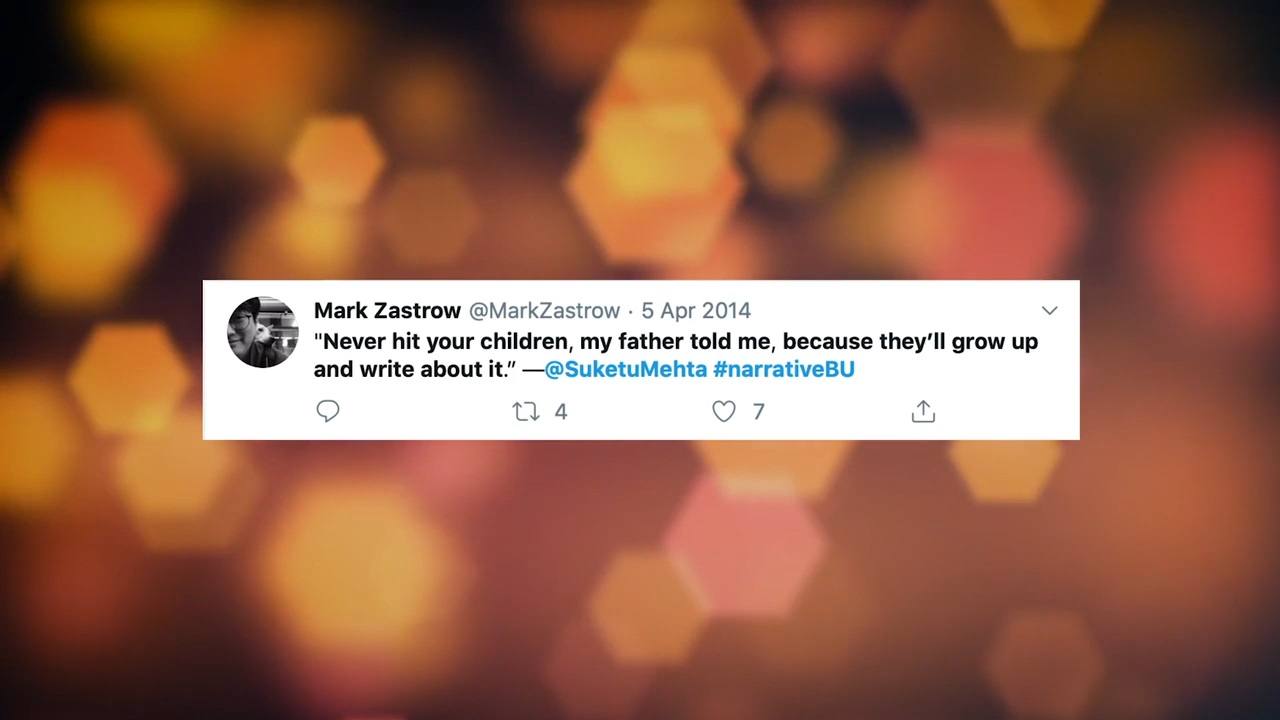 Mark Zastrow @MarkZastrow · 5 Apr 2014
"Never hit your children, my father told me, because they’ll grow up
and write about it.” —@SuketuMehta #narrativeBU
4 7